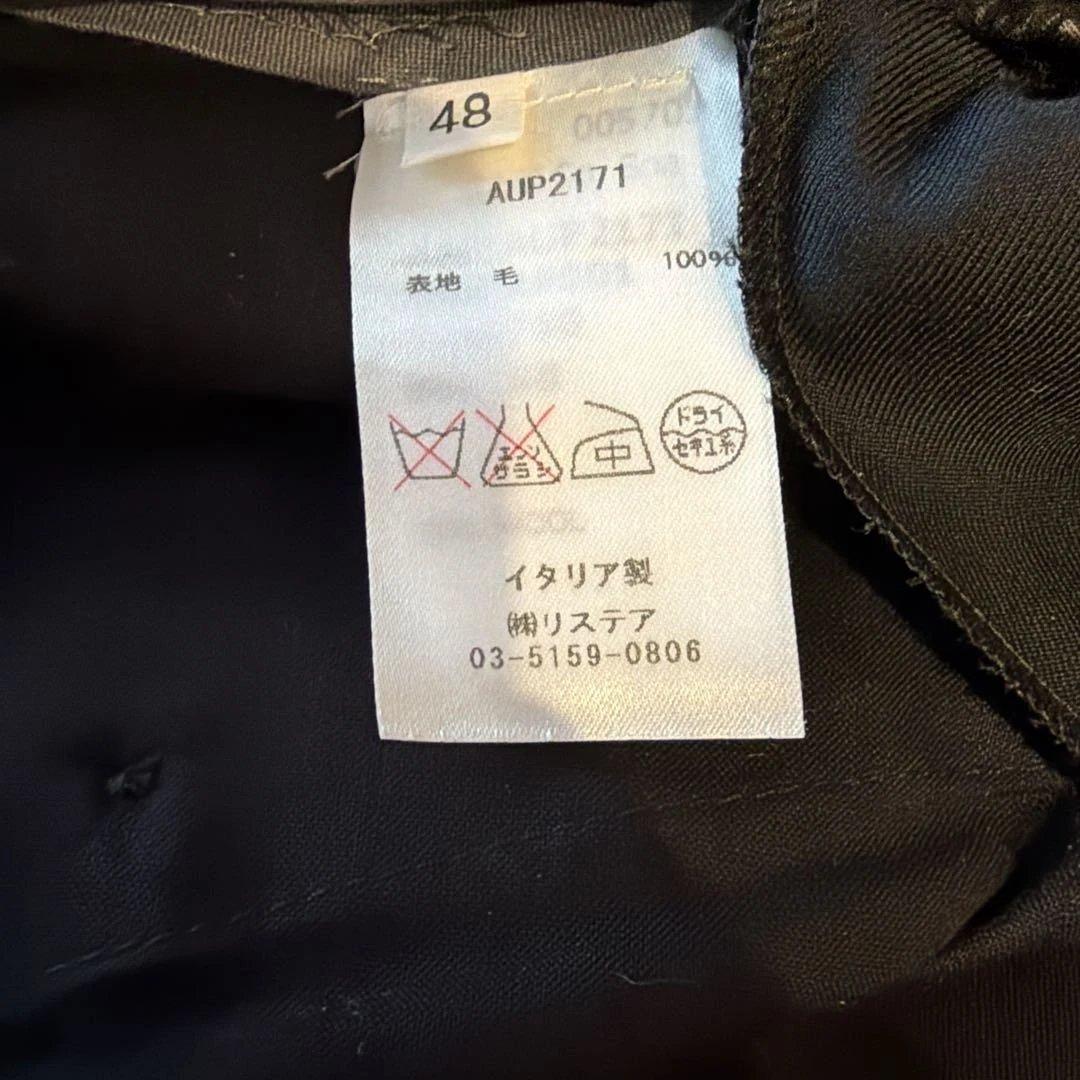 48
AUP2171
表地 毛 100%
エンソ
サラシ
中
ドライ
セキユ系
イタリア製
㈱リステア
03-5159-0806